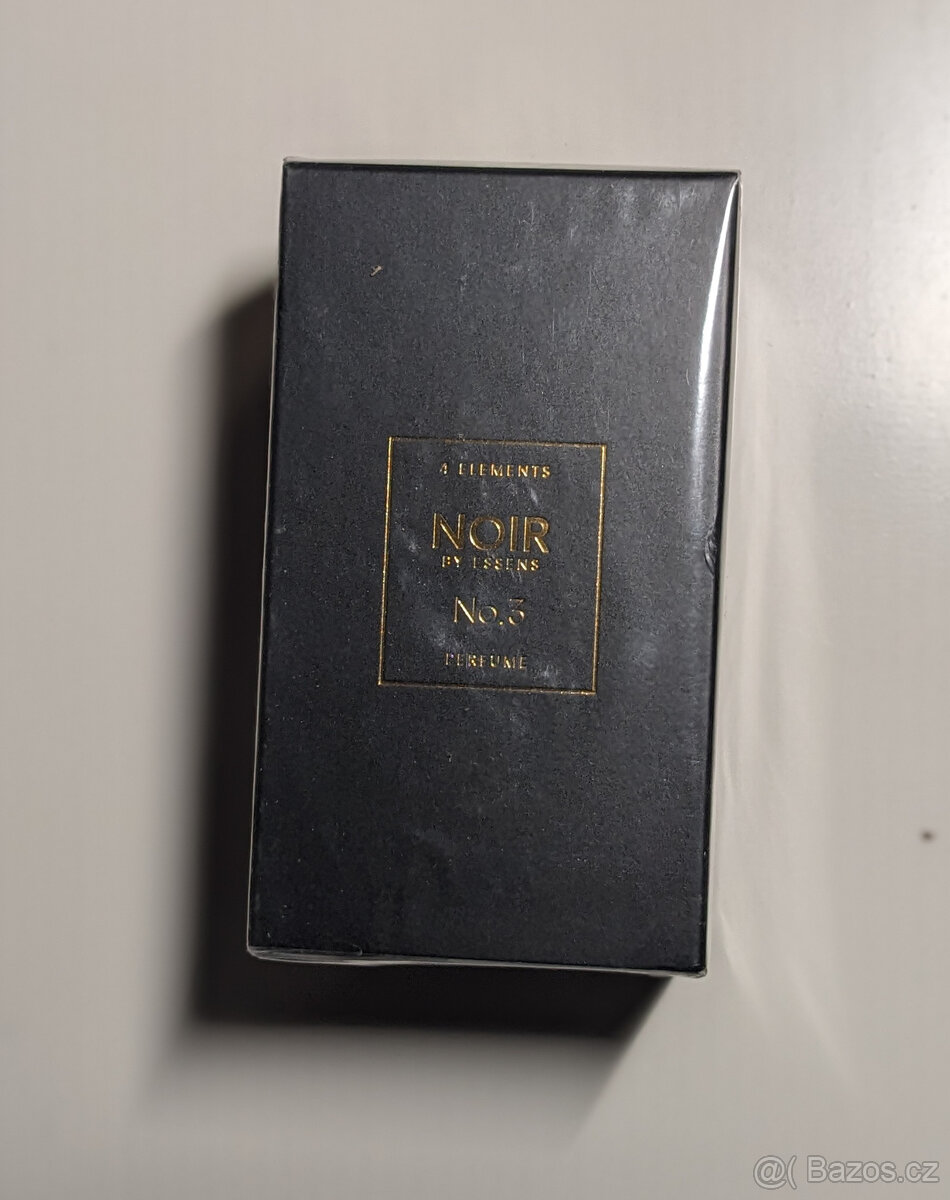 4 ELEMENTS
NOIR
BY ESSENS
No.3
PERFUME
@( Bazos.cz